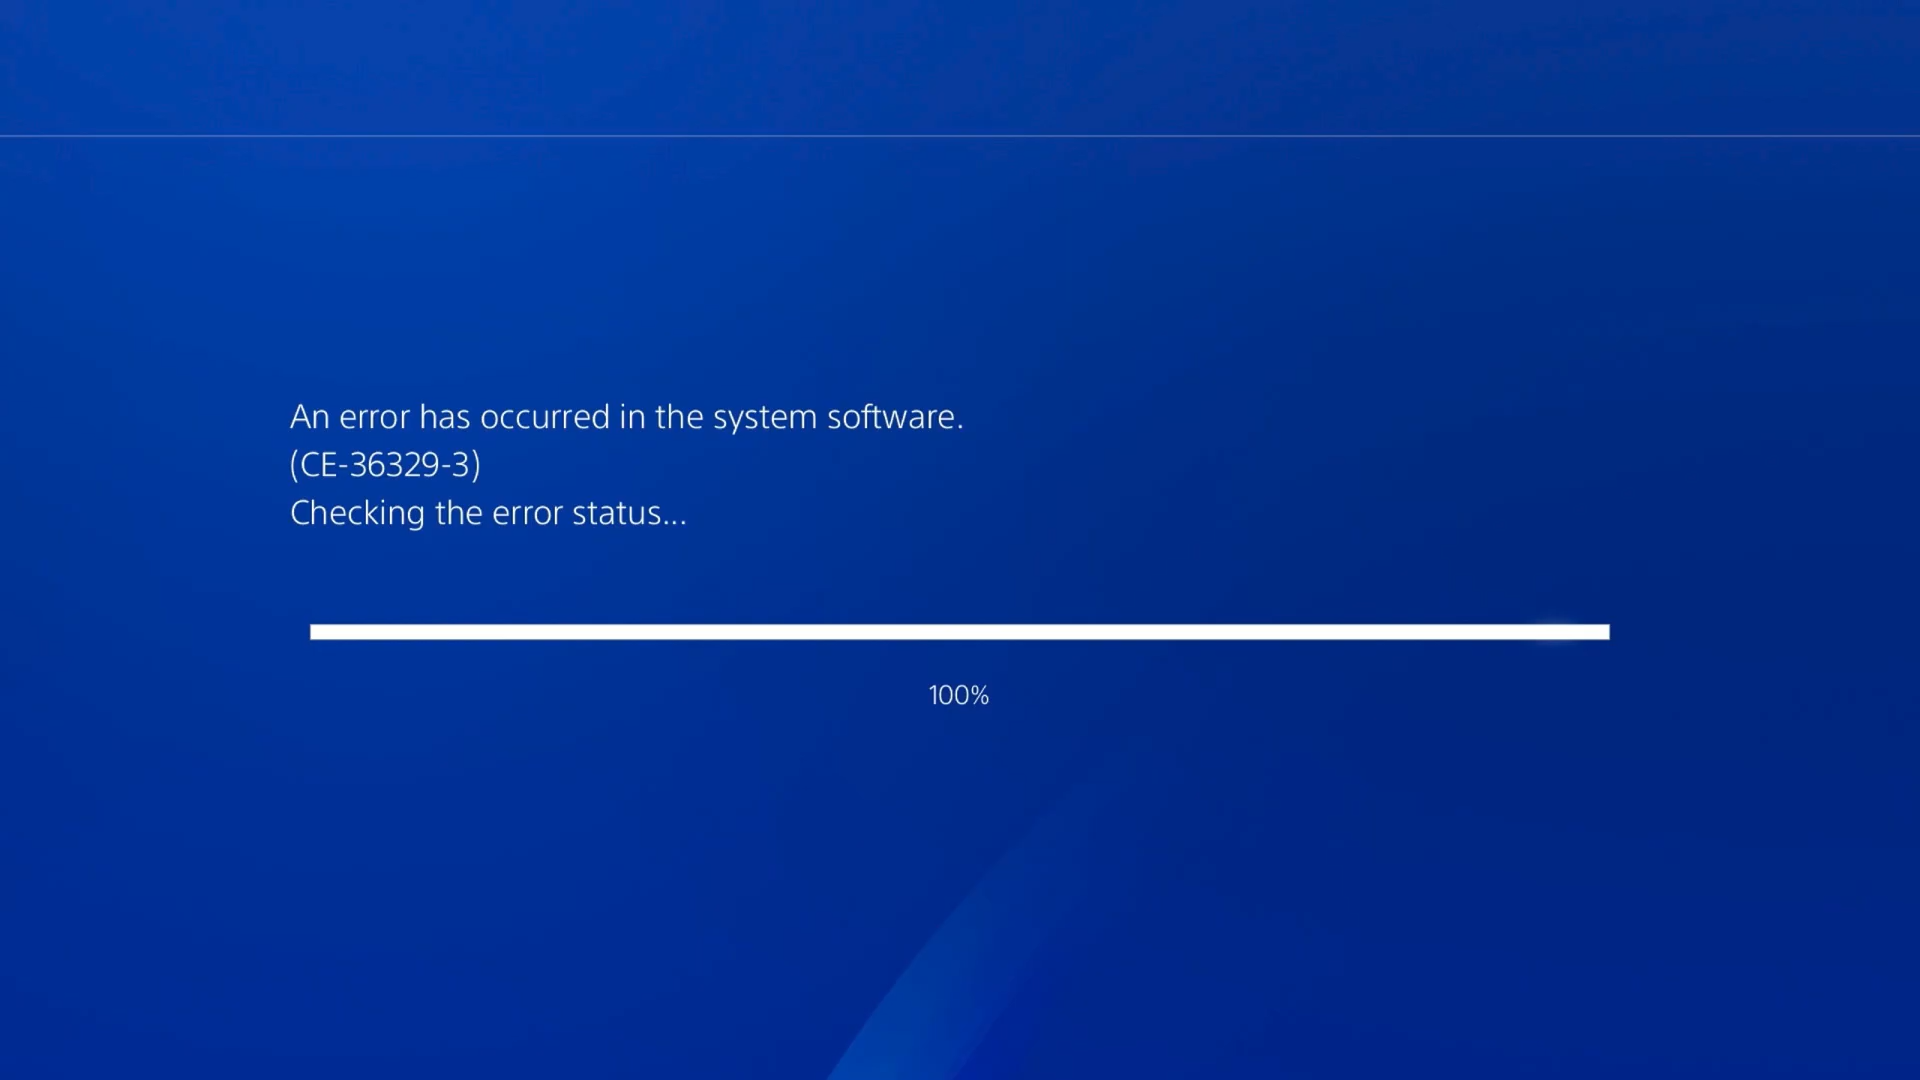 An error has occurred in the system software.
(CE-36329-3)
Checking the error status...
100%